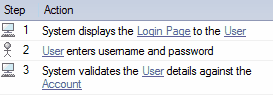 Step Action
1 System displays the Login Page to the User
2 User enters username and password
3 System validates the User details against the
Account